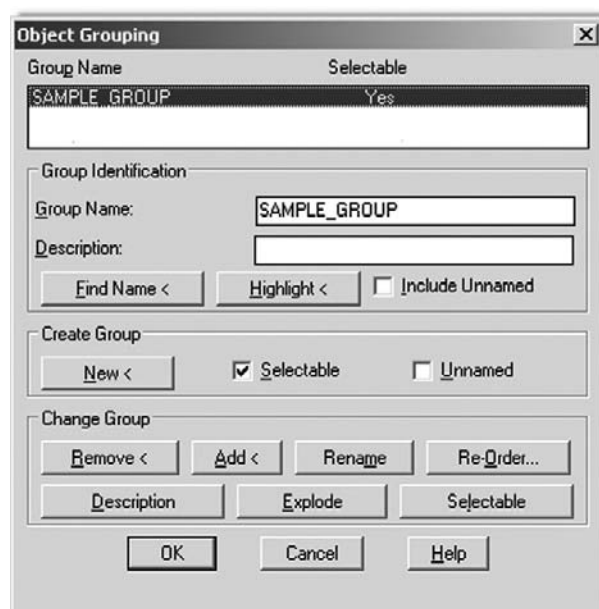 Object Grouping
Group Name Selectable
SAMPLE_GROUP Yes
Group Identification
Group Name: SAMPLE_GROUP
Description:
Find Name < Highlight < Include Unnamed
Create Group
New < Selectable Unnamed
Change Group
Remove < Add < Rename Re-Order...
Description Explode Selectable
OK Cancel Help